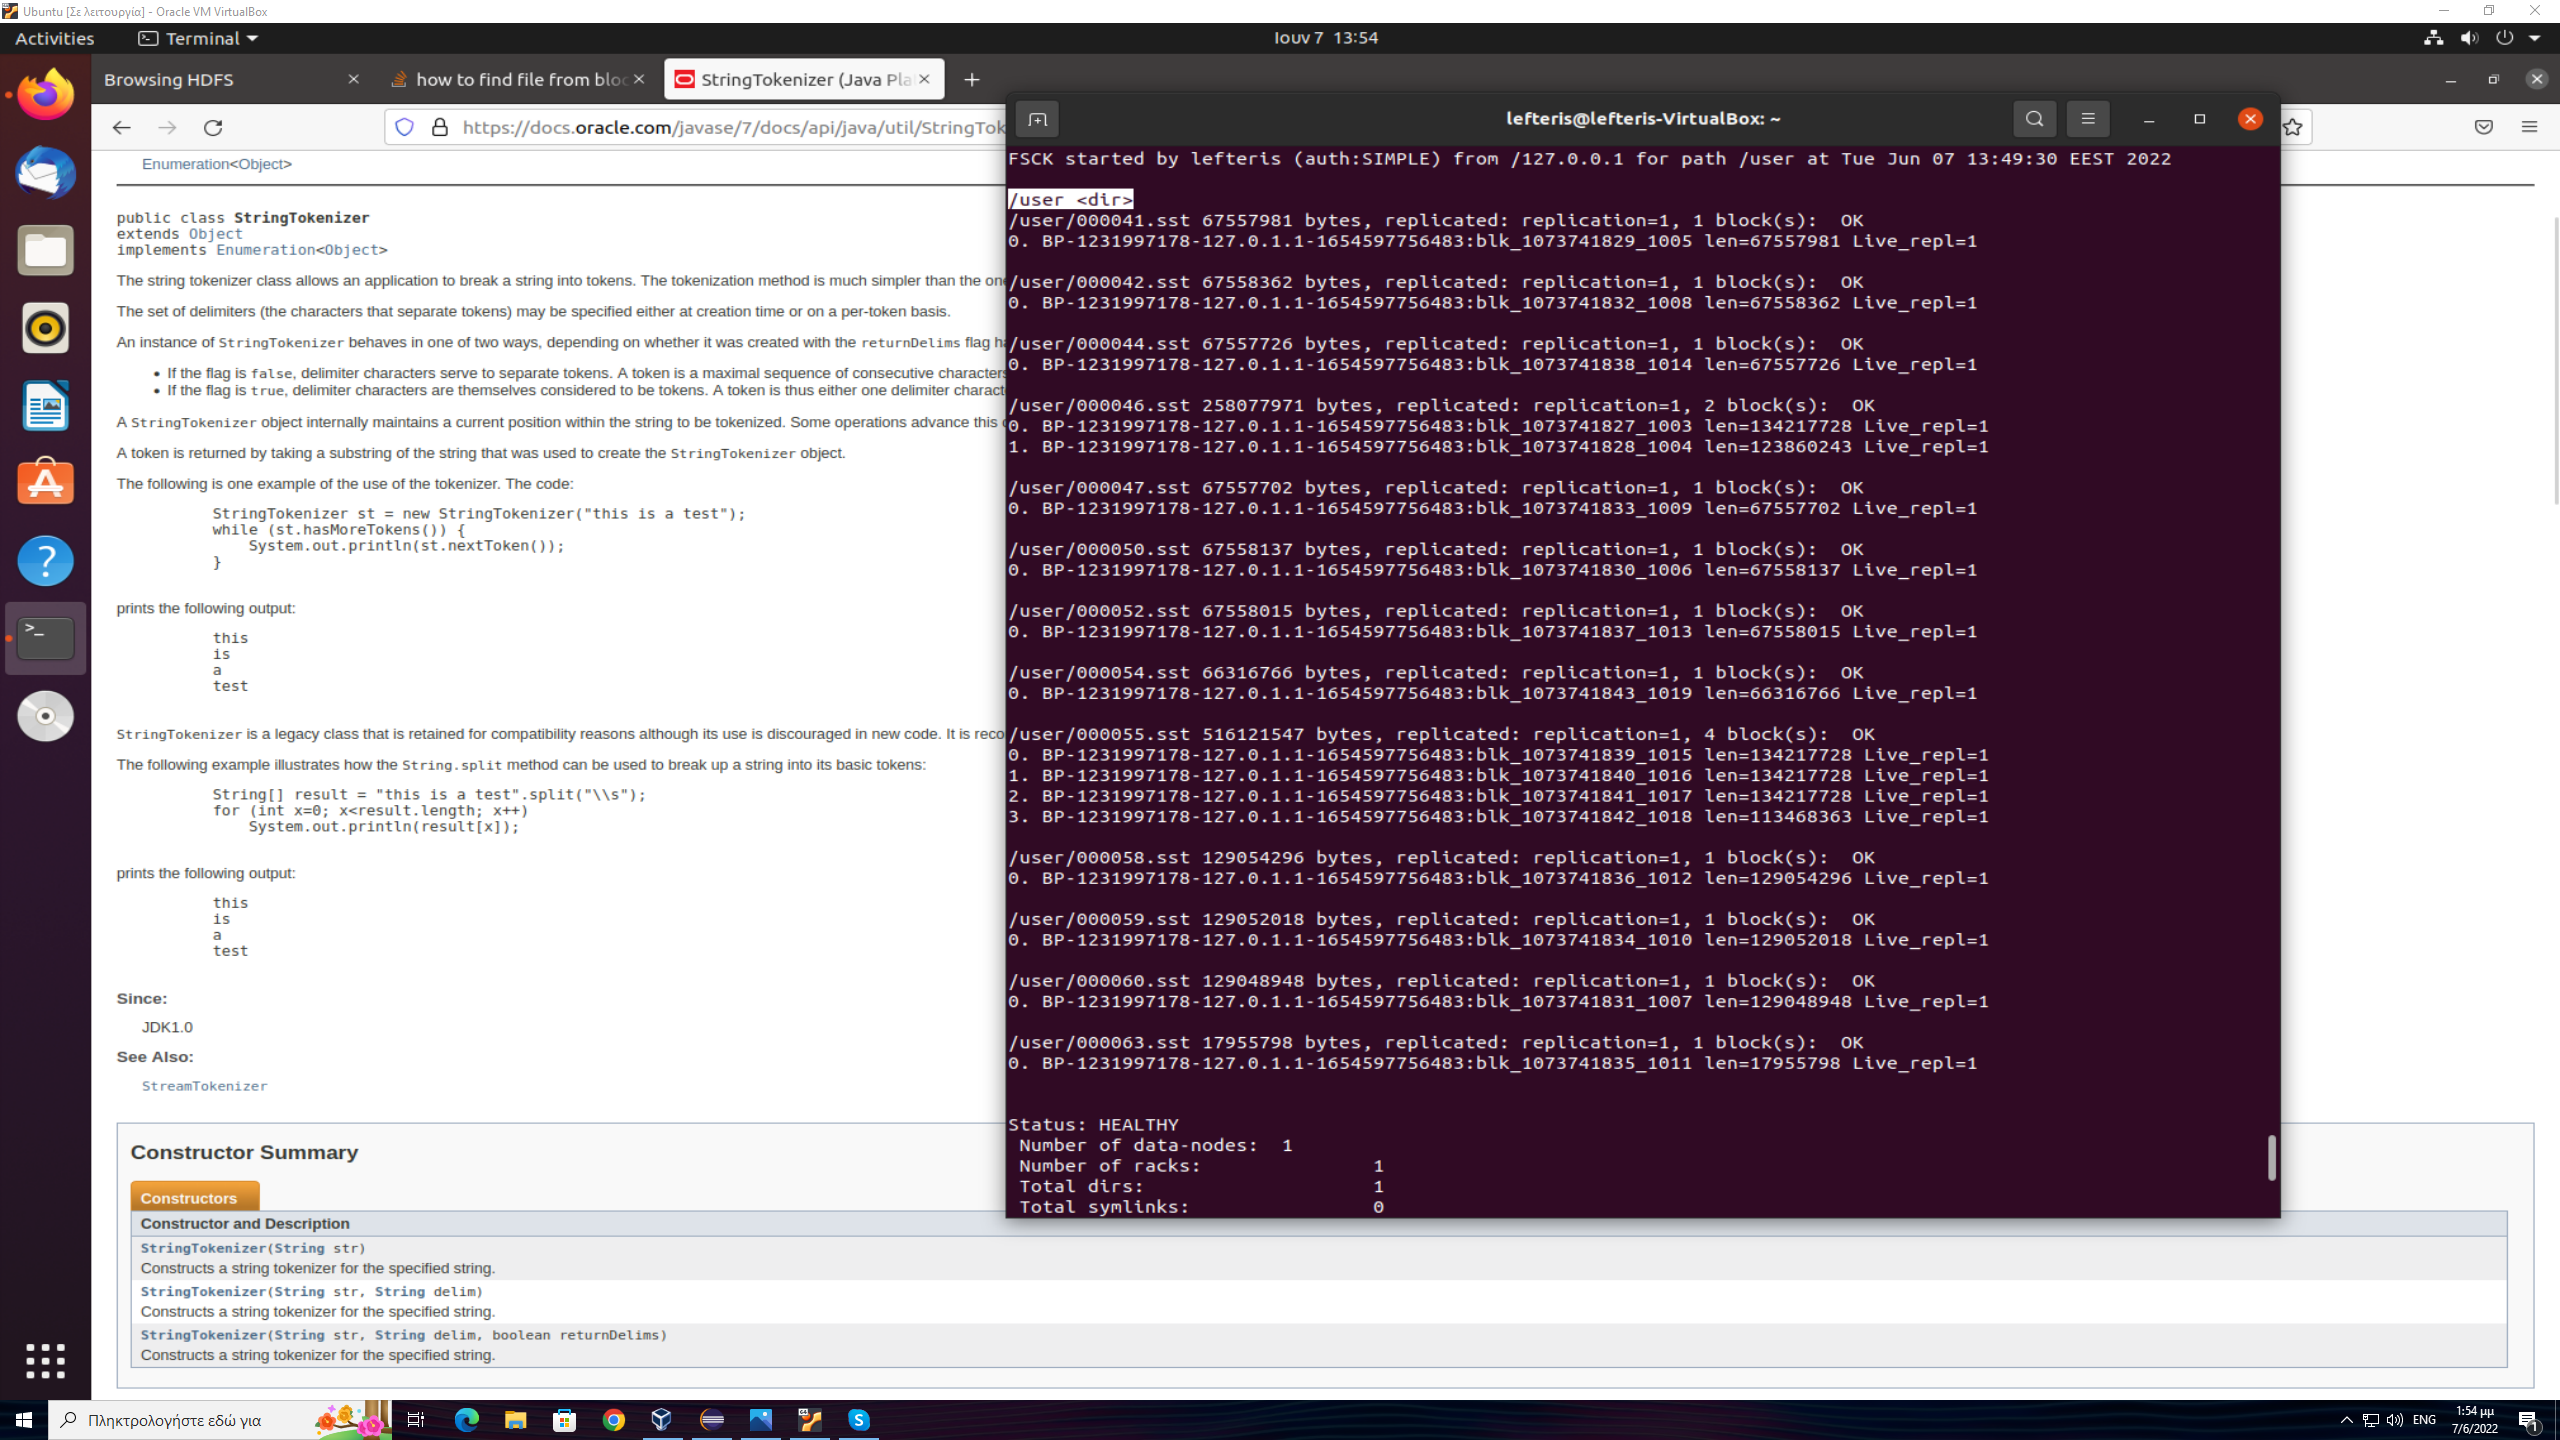 Ubuntu [Σε λειτουργία] - Oracle VM VirtualBox
Activities
Terminal
Ιουν 7 13:54
Browsing HDFS
how to find file from bloc
StringTokenizer (Java Pla
https://docs.oracle.com/javase/7/docs/api/java/util/StringTok
Enumeration<Object>
public class StringTokenizer
extends Object
implements Enumeration<Object>
The string tokenizer class allows an application to break a string into tokens. The tokenization method is much simpler than the one
The set of delimiters (the characters that separate tokens) may be specified either at creation time or on a per-token basis.
An instance of StringTokenizer behaves in one of two ways, depending on whether it was created with the returnDelims flag ha
• If the flag is false, delimiter characters serve to separate tokens. A token is a maximal sequence of consecutive characters
• If the flag is true, delimiter characters are themselves considered to be tokens. A token is thus either one delimiter charact
A StringTokenizer object internally maintains a current position within the string to be tokenized. Some operations advance this c
A token is returned by taking a substring of the string that was used to create the StringTokenizer object.
The following is one example of the use of the tokenizer. The code:
StringTokenizer st = new StringTokenizer("this is a test");
while (st.hasMoreTokens()) {
System.out.println(st.nextToken());
}
prints the following output:
this
is
a
test
StringTokenizer is a legacy class that is retained for compatibility reasons although its use is discouraged in new code. It is reco
The following example illustrates how the String.split method can be used to break up a string into its basic tokens:
String[] result = "this is a test".split("\\s");
for (int x=0; x<result.length; x++)
System.out.println(result[x]);
prints the following output:
this
is
a
test
Since:
JDK1.0
See Also:
StreamTokenizer
Constructor Summary
Constructors
Constructor and Description
StringTokenizer(String str)
Constructs a string tokenizer for the specified string.
StringTokenizer(String str, String delim)
Constructs a string tokenizer for the specified string.
StringTokenizer(String str, String delim, boolean returnDelims)
Constructs a string tokenizer for the specified string.
lefteris@lefteris-VirtualBox: ~
FSCK started by lefteris (auth:SIMPLE) from /127.0.0.1 for path /user at Tue Jun 07 13:49:30 EEST 2022
/user <dir>
/user/000041.sst 67557981 bytes, replicated: replication=1, 1 block(s):  OK
0. BP-1231997178-127.0.1.1-1654597756483:blk_1073741829_1005 len=67557981 Live_repl=1
/user/000042.sst 67558362 bytes, replicated: replication=1, 1 block(s):  OK
0. BP-1231997178-127.0.1.1-1654597756483:blk_1073741832_1008 len=67558362 Live_repl=1
/user/000044.sst 67557726 bytes, replicated: replication=1, 1 block(s):  OK
0. BP-1231997178-127.0.1.1-1654597756483:blk_1073741838_1014 len=67557726 Live_repl=1
/user/000046.sst 258077971 bytes, replicated: replication=1, 2 block(s):  OK
0. BP-1231997178-127.0.1.1-1654597756483:blk_1073741827_1003 len=134217728 Live_repl=1
1. BP-1231997178-127.0.1.1-1654597756483:blk_1073741828_1004 len=123860243 Live_repl=1
/user/000047.sst 67557702 bytes, replicated: replication=1, 1 block(s):  OK
0. BP-1231997178-127.0.1.1-1654597756483:blk_1073741833_1009 len=67557702 Live_repl=1
/user/000050.sst 67558137 bytes, replicated: replication=1, 1 block(s):  OK
0. BP-1231997178-127.0.1.1-1654597756483:blk_1073741830_1006 len=67558137 Live_repl=1
/user/000052.sst 67558015 bytes, replicated: replication=1, 1 block(s):  OK
0. BP-1231997178-127.0.1.1-1654597756483:blk_1073741837_1013 len=67558015 Live_repl=1
/user/000054.sst 66316766 bytes, replicated: replication=1, 1 block(s):  OK
0. BP-1231997178-127.0.1.1-1654597756483:blk_1073741843_1019 len=66316766 Live_repl=1
/user/000055.sst 516121547 bytes, replicated: replication=1, 4 block(s):  OK
0. BP-1231997178-127.0.1.1-1654597756483:blk_1073741839_1015 len=134217728 Live_repl=1
1. BP-1231997178-127.0.1.1-1654597756483:blk_1073741840_1016 len=134217728 Live_repl=1
2. BP-1231997178-127.0.1.1-1654597756483:blk_1073741841_1017 len=134217728 Live_repl=1
3. BP-1231997178-127.0.1.1-1654597756483:blk_1073741842_1018 len=113468363 Live_repl=1
/user/000058.sst 129054296 bytes, replicated: replication=1, 1 block(s):  OK
0. BP-1231997178-127.0.1.1-1654597756483:blk_1073741836_1012 len=129054296 Live_repl=1
/user/000059.sst 129052018 bytes, replicated: replication=1, 1 block(s):  OK
0. BP-1231997178-127.0.1.1-1654597756483:blk_1073741834_1010 len=129052018 Live_repl=1
/user/000060.sst 129048948 bytes, replicated: replication=1, 1 block(s):  OK
0. BP-1231997178-127.0.1.1-1654597756483:blk_1073741831_1007 len=129048948 Live_repl=1
/user/000063.sst 17955798 bytes, replicated: replication=1, 1 block(s):  OK
0. BP-1231997178-127.0.1.1-1654597756483:blk_1073741835_1011 len=17955798 Live_repl=1
Status: HEALTHY
Number of data-nodes:  1
Number of racks: 1
Total dirs: 1
Total symlinks: 0
Πληκτρολογήστε εδώ για
ENG
1:54 μμ
7/6/2022
1